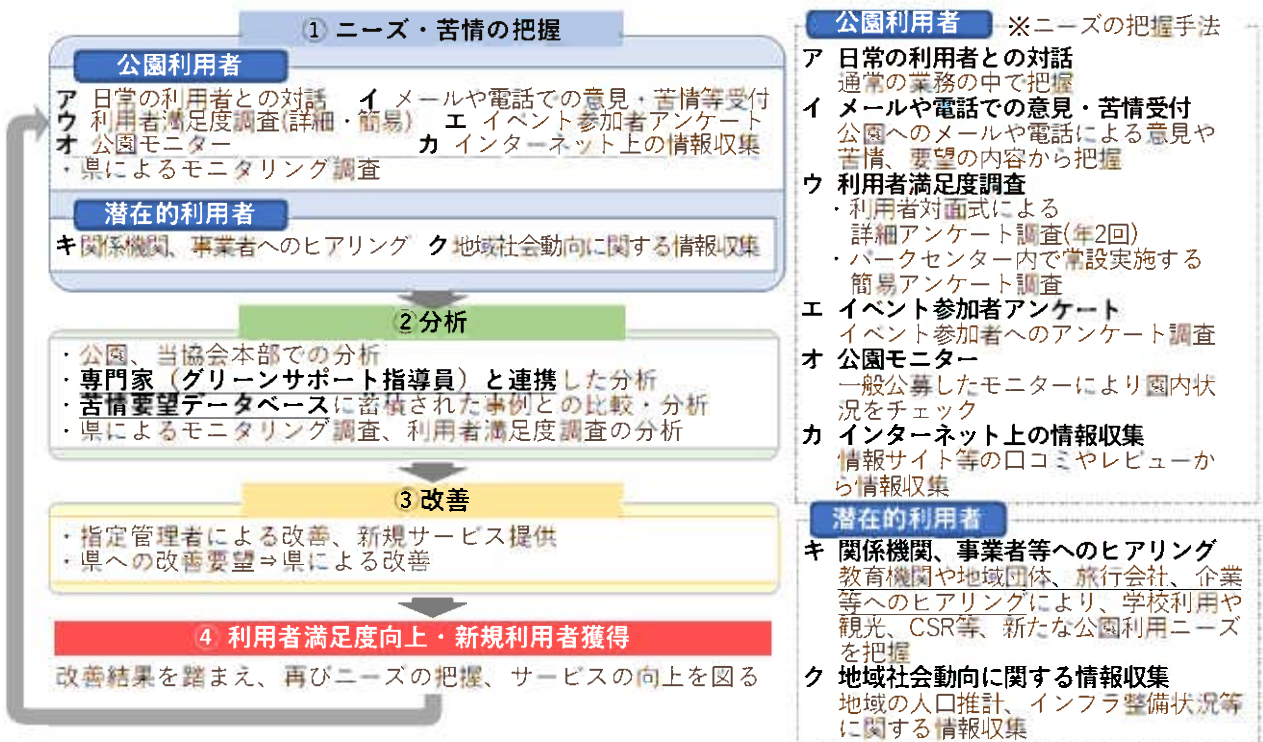 ① ニーズ・苦情の把握
公園利用者
ア 日常の利用者との対話 イ メールや電話での意見・苦情等受付
ウ 利用者満足度調査(詳細・簡易) エ イベント参加者アンケート
オ 公園モニター カ インターネット上の情報収集
・県によるモニタリング調査
潜在的利用者
キ関係機関、事業者へのヒアリング ク地域社会動向に関する情報収集
②分析
・公園、当協会本部での分析
・専門家（グリーンサポート指導員）と連携した分析
・苦情要望データベースに蓄積された事例との比較・分析
・県によるモニタリング調査、利用者満足度調査の分析
③改善
・指定管理者による改善、新規サービス提供
・県への改善要望⇒県による改善
④ 利用者満足度向上・新規利用者獲得
改善結果を踏まえ、再びニーズの把握、サービスの向上を図る
公園利用者 ※ニーズの把握手法
ア 日常の利用者との対話
通常の業務の中で把握
イ メールや電話での意見・苦情受付
公園へのメールや電話による意見や
苦情、要望の内容から把握
ウ 利用者満足度調査
・利用者対面式による
詳細アンケート調査(年2回)
・パークセンター内で常設実施する
簡易アンケート調査
エ イベント参加者アンケート
イベント参加者へのアンケート調査
オ 公園モニター
一般公募したモニターにより園内状
況をチェック
カ インターネット上の情報収集
情報サイト等の口コミやレビューか
ら情報収集
潜在的利用者
キ 関係機関、事業者等へのヒアリング
教育機関や地域団体、旅行会社、企業
等へのヒアリングにより、学校利用や
観光、CSR等、新たな公園利用ニーズ
を把握
ク 地域社会動向に関する情報収集
地域の人口推計、インフラ整備状況等
に関する情報収集